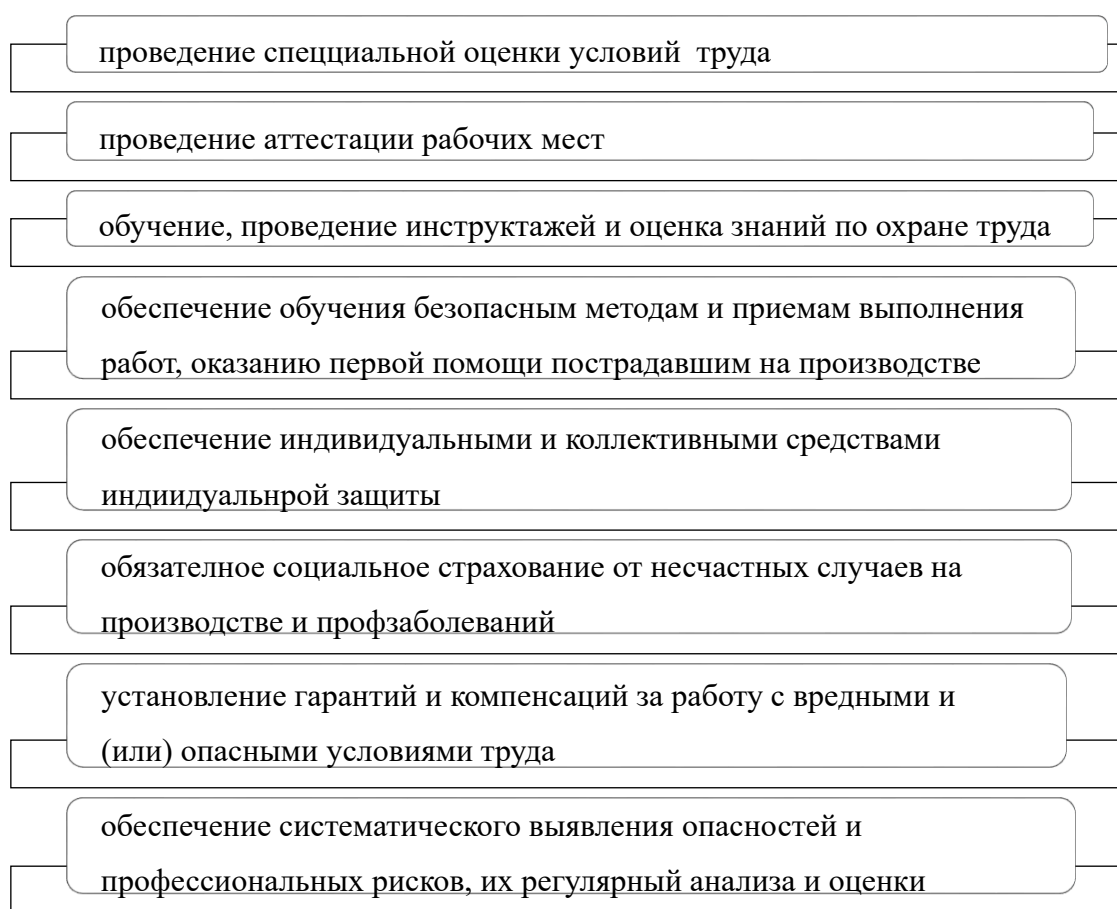 проведение спецциальной оценки условий  труда
проведение аттестации рабочих мест
обучение, проведение инструктажей и оценка знаний по охране труда
обеспечение обучения безопасным методам и приемам выполнения
работ, оказанию первой помощи пострадавшим на производстве
обеспечение индивидуальными и коллективными средствами
индиидуальнрой защиты
обязателное социальное страхование от несчастных случаев на
производстве и профзаболеваний
установление гарантий и компенсаций за работу с вредными и
(или) опасными условиями труда
обеспечение систематического выявления опасностей и
профессиональных рисков, их регулярный анализа и оценки